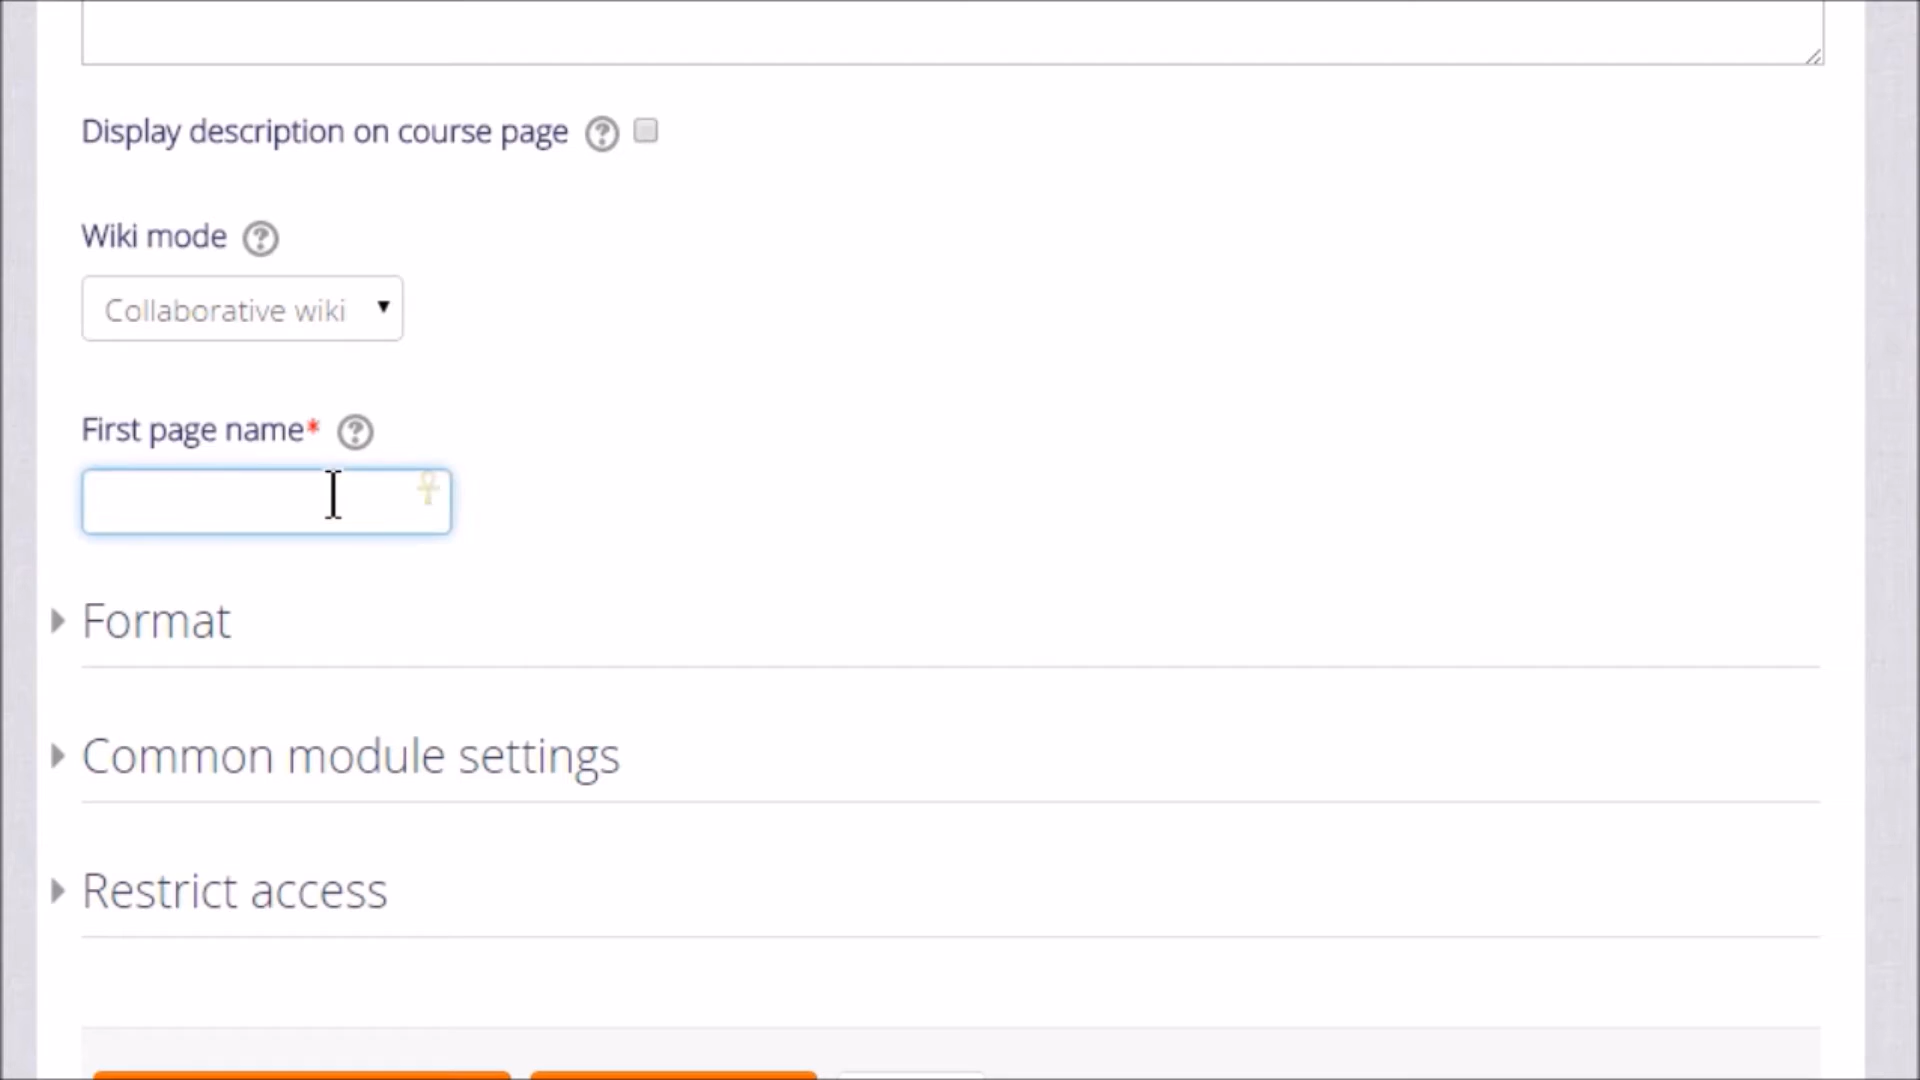 Display description on course page
Wiki mode
Collaborative wiki
First page name*
Format
Common module settings
Restrict access